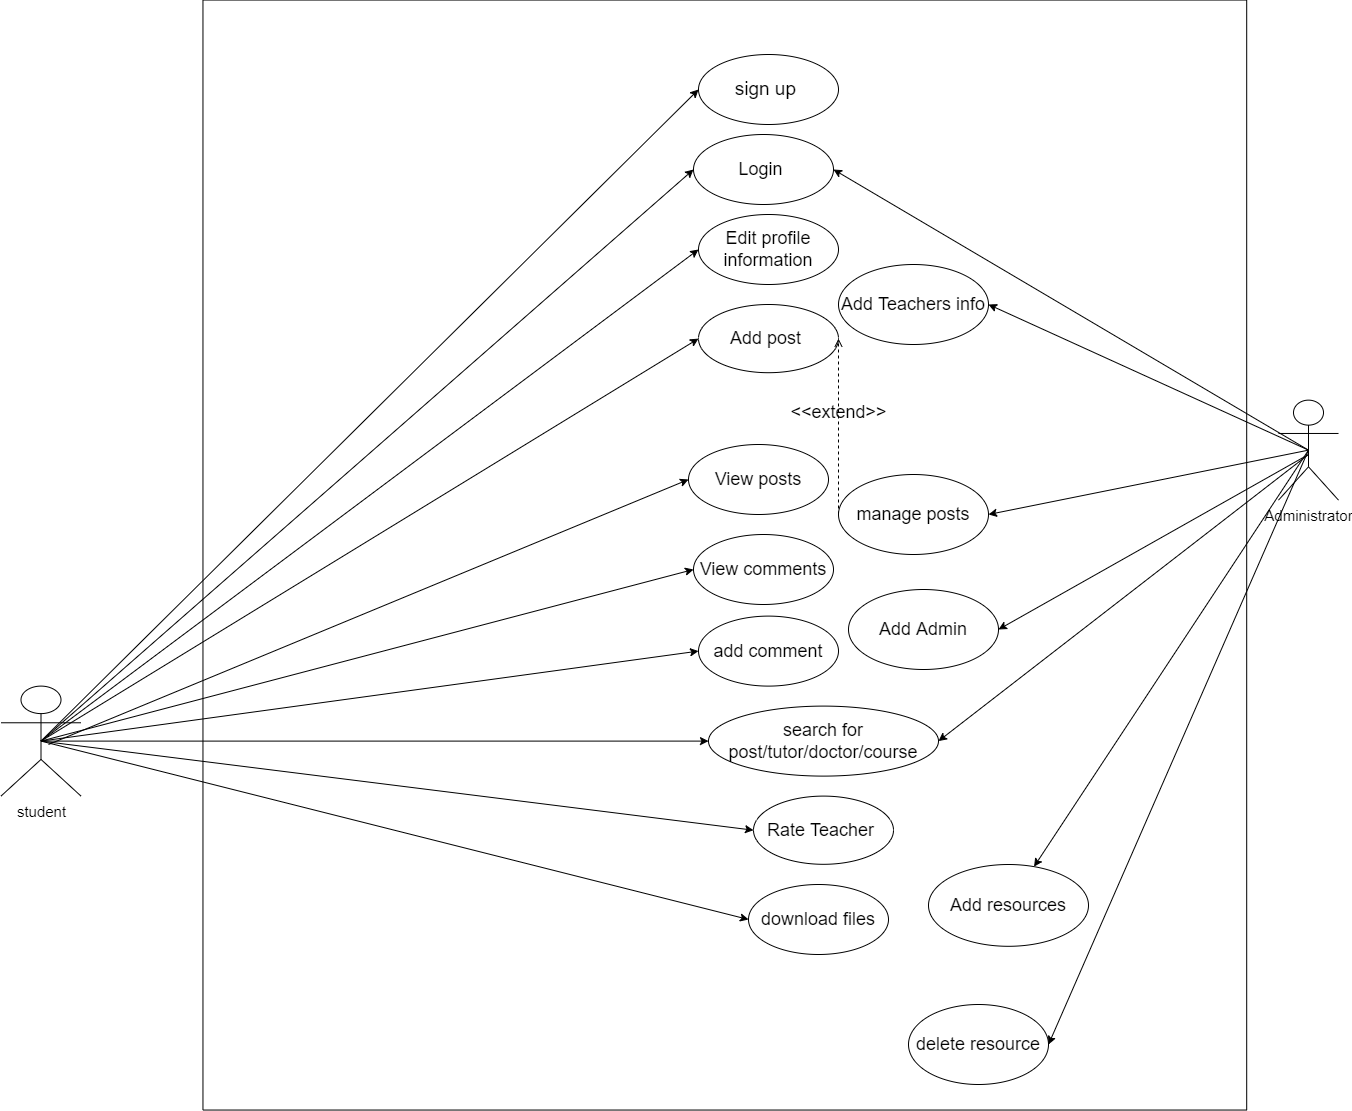 sign up
Login
Edit profile
information
Add Teachers info
Add post
<<extend>>
View posts
manage posts
Administrator
View comments
Add Admin
add comment
search for
post/tutor/doctor/course
student
Rate Teacher
Add resources
download files
delete resource